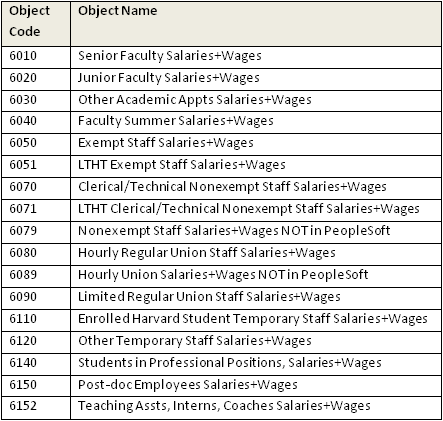 Object Code Object Name
6010 Senior Faculty Salaries+Wages
6020 Junior Faculty Salaries+Wages
6030 Other Academic Appts Salaries+Wages
6040 Faculty Summer Salaries+Wages
6050 Exempt Staff Salaries+Wages
6051 LTHT Exempt Staff Salaries+Wages
6070 Clerical/Technical Nonexempt Staff Salaries+Wages
6071 LTHT Clerical/Technical Nonexempt Staff Salaries+Wages
6079 Nonexempt Staff Salaries+Wages NOT in PeopleSoft
6080 Hourly Regular Union Staff Salaries+Wages
6089 Hourly Union Salaries+Wages NOT in PeopleSoft
6090 Limited Regular Union Staff Salaries+Wages
6110 Enrolled Harvard Student Temporary Staff Salaries+Wages
6120 Other Temporary Staff Salaries+Wages
6140 Students in Professional Positions, Salaries+Wages
6150 Post-doc Employees Salaries+Wages
6152 Teaching Assts, Interns, Coaches Salaries+Wages